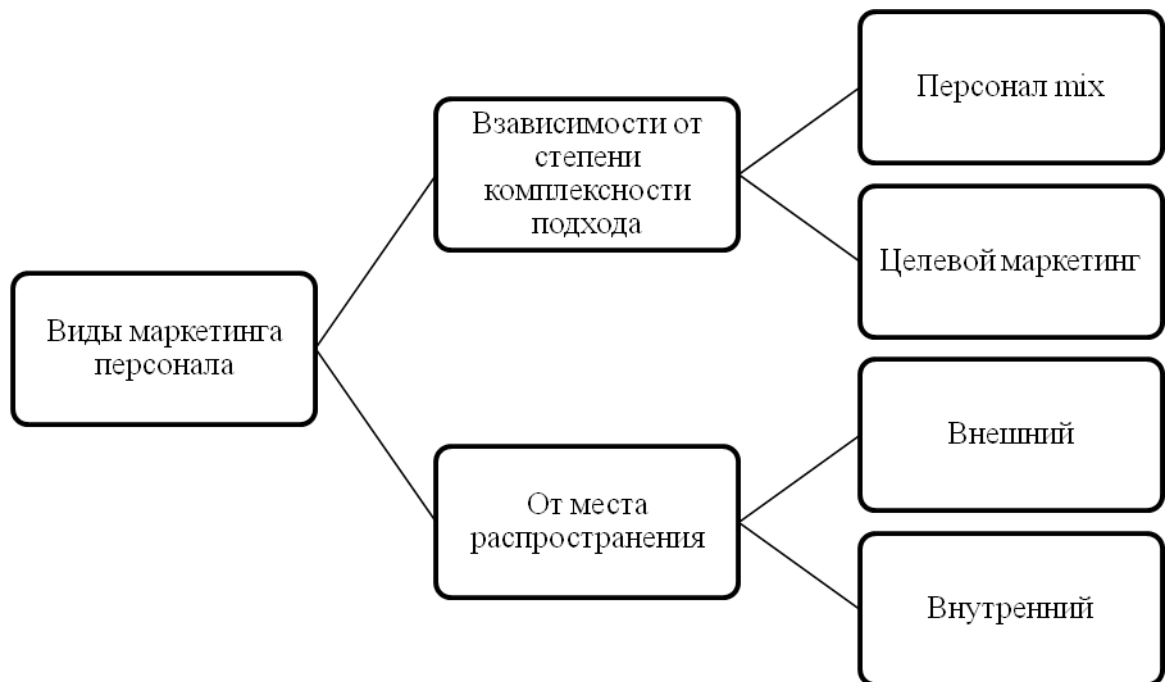 Виды маркетинга
персонала
Взависимости от
степени
комплексности
подхода
Персонал mix
Целевой маркетинг
От места
распространения
Внешний
Внутренний